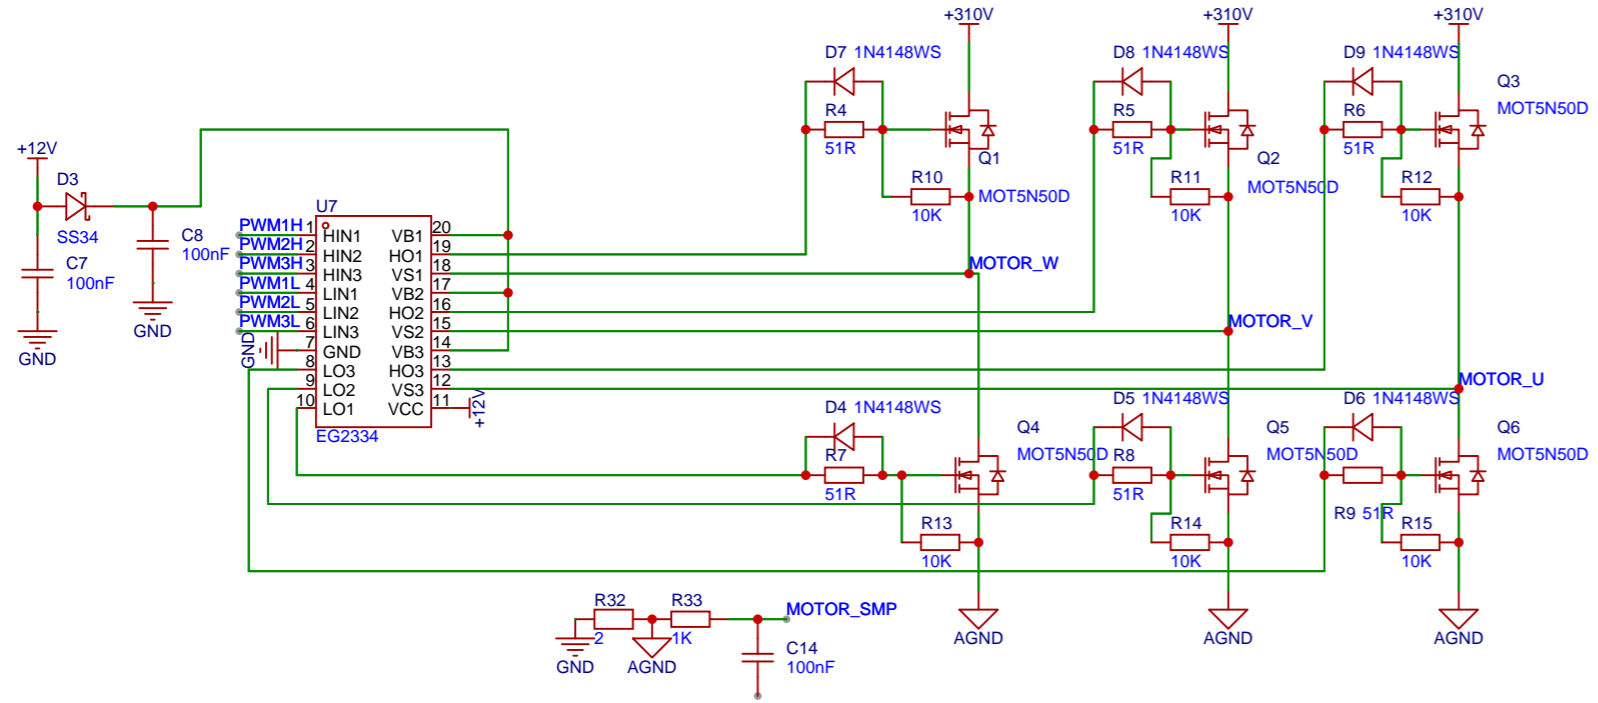 +310V
+310V
+310V
D7 1N4148WS
D8 1N4148WS
D9 1N4148WS
Q3
MOT5N50D
R4
51R
R5
51R
R6
51R
Q1
MOT5N50D
Q2
MOT5N50D
R10
10K
R11
10K
R12
10K
+12V
D3
SS34
C7
100nF
C8
100nF
GND
GND
U7
PWM1H 1 HIN1
PWM2H 2 HIN2
PWM3H 3 HIN3
PWM1L 4 LIN1
PWM2L 5 LIN2
PWM3L 6 LIN3
GND 7 GND
8 LO3
9 LO2
10 LO1
VB1 20
HO1 19
VS1 18
VB2 17
HO2 16
VS2 15
VB3 14
HO3 13
VS3 12
VCC 11
+12V
EG2334
MOTOR_W
MOTOR_V
MOTOR_U
D4 1N4148WS
D5 1N4148WS
D6 1N4148WS
R7
51R
R8
51R
R9 51R
Q4
MOT5N50D
Q5
MOT5N50D
Q6
MOT5N50D
R13
10K
R14
10K
R15
10K
AGND
AGND
AGND
R32
2
R33
1K
MOTOR_SMP
GND
AGND
C14
100nF